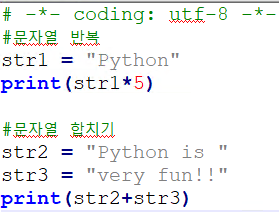 # -*- coding: utf-8 -*-
#문자열 반복
str1 = "Python"
print(str1*5)
#문자열 합치기
str2 = "Python is "
str3 = "very fun!!"
print(str2+str3)